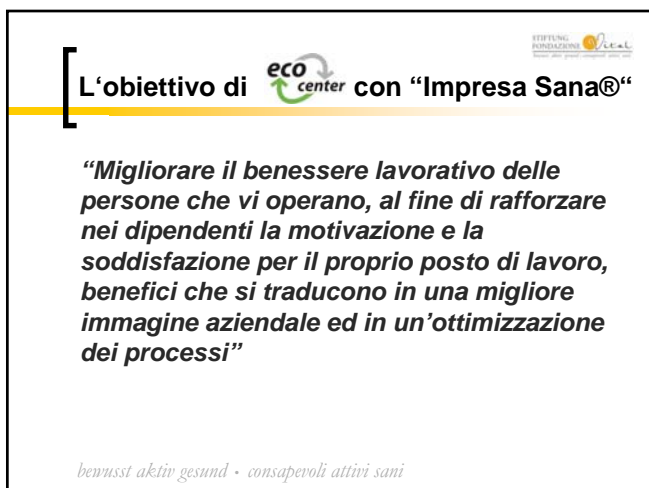 STIFTUNG
FONDAZIONE Vital
L‘obiettivo di eco center con “Impresa Sana®“
“Migliorare il benessere lavorativo delle
persone che vi operano, al fine di rafforzare
nei dipendenti la motivazione e la
soddisfazione per il proprio posto di lavoro,
benefici che si traducono in una migliore
immagine aziendale ed in un’ottimizzazione
dei processi”
bewusst aktiv gesund • consapevoli attivi sani